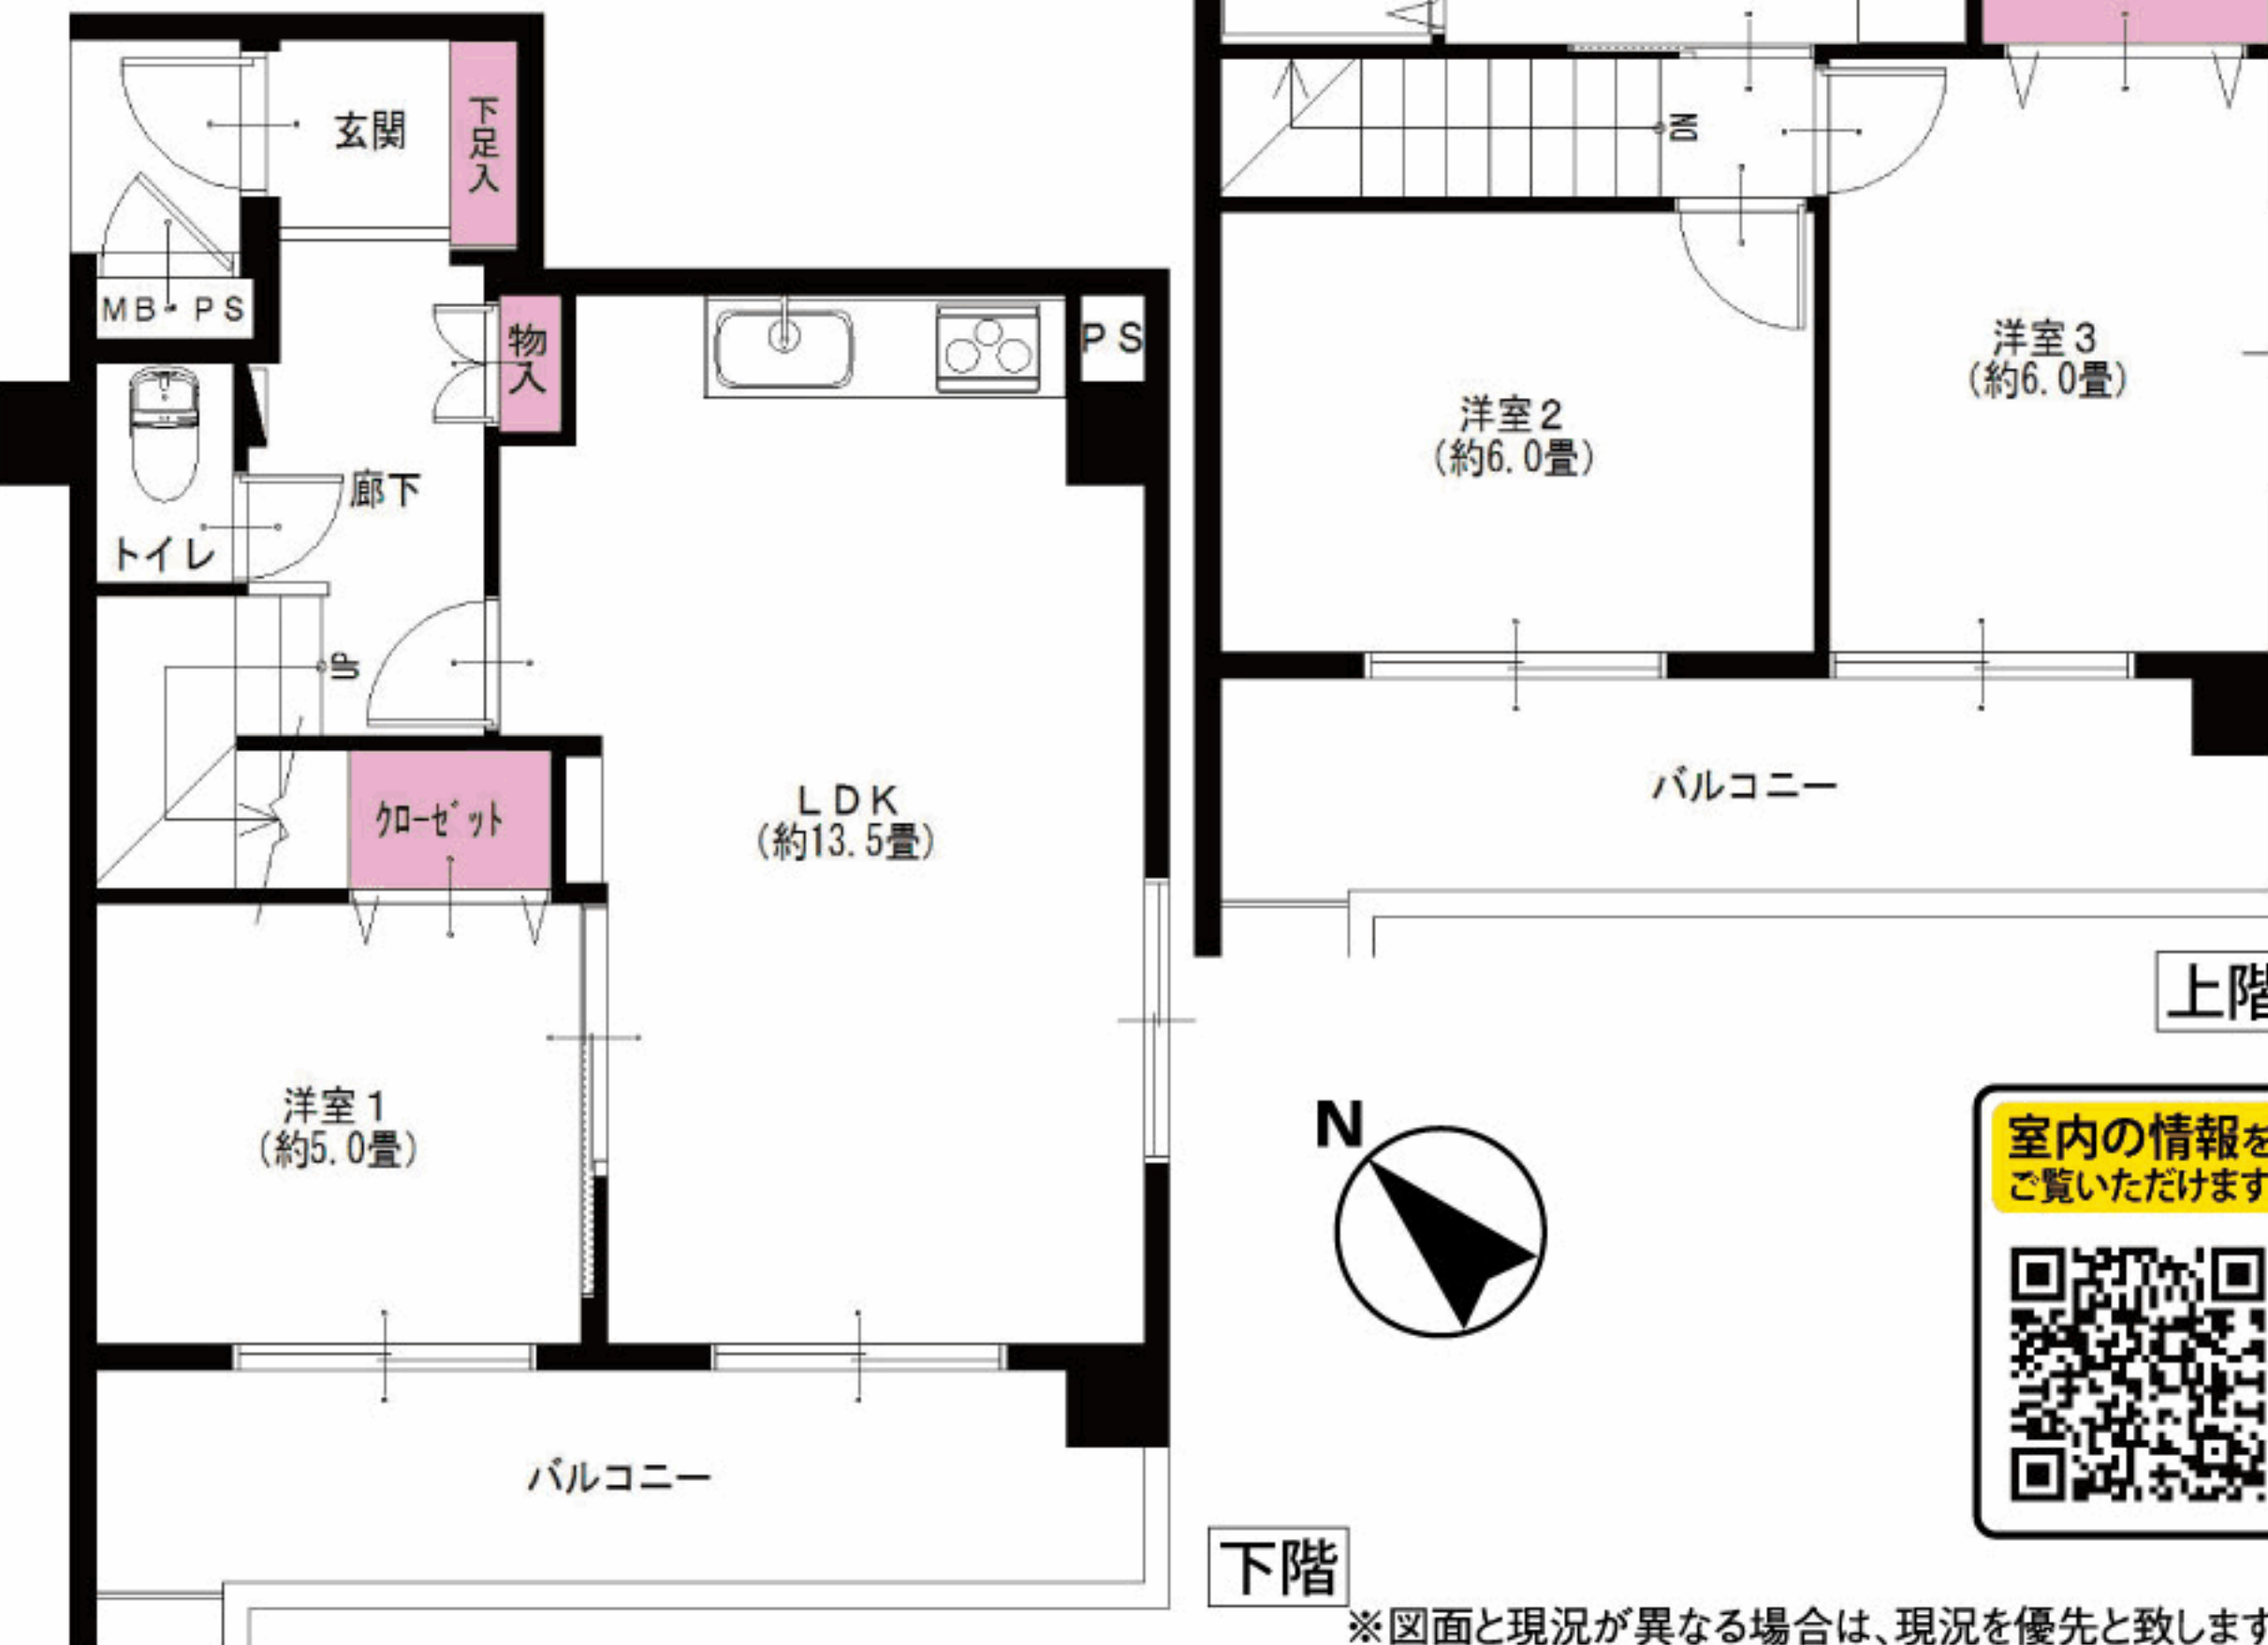 玄関
下足入
MB・PS
物入
PS
トイレ
廊下
UP
クローゼット
LDK
(約13.5畳)
洋室1
(約5.0畳)
バルコニー
下階
DN
洋室2
(約6.0畳)
洋室3
(約6.0畳)
バルコニー
上階
N
室内の情報を
ご覧いただけます
※図面と現況が異なる場合は、現況を優先と致します